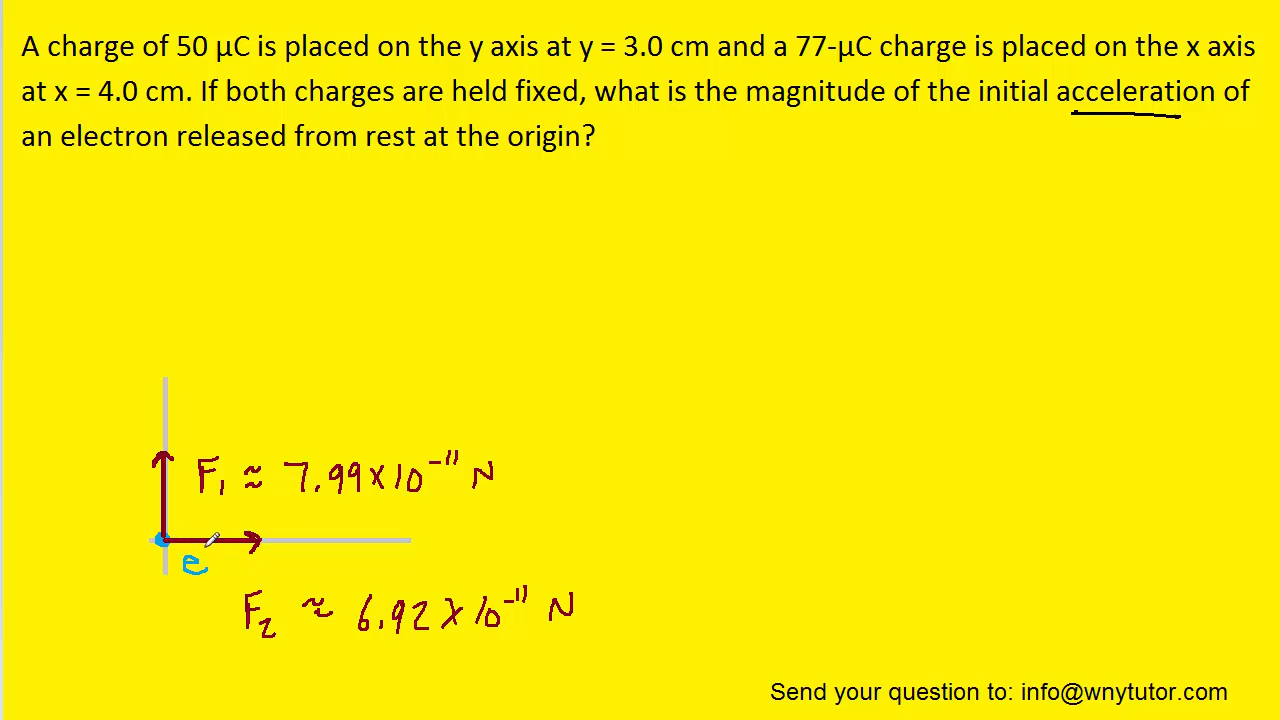 A charge of 50 µC is placed on the y axis at y = 3.0 cm and a 77-µC charge is placed on the x axis
at x = 4.0 cm. If both charges are held fixed, what is the magnitude of the initial acceleration of
an electron released from rest at the origin?
F₁ ≈ 7.99×10⁻¹¹ N
e
F₂ ≈ 6.92×10⁻¹¹ N
Send your question to: info@wnytutor.com